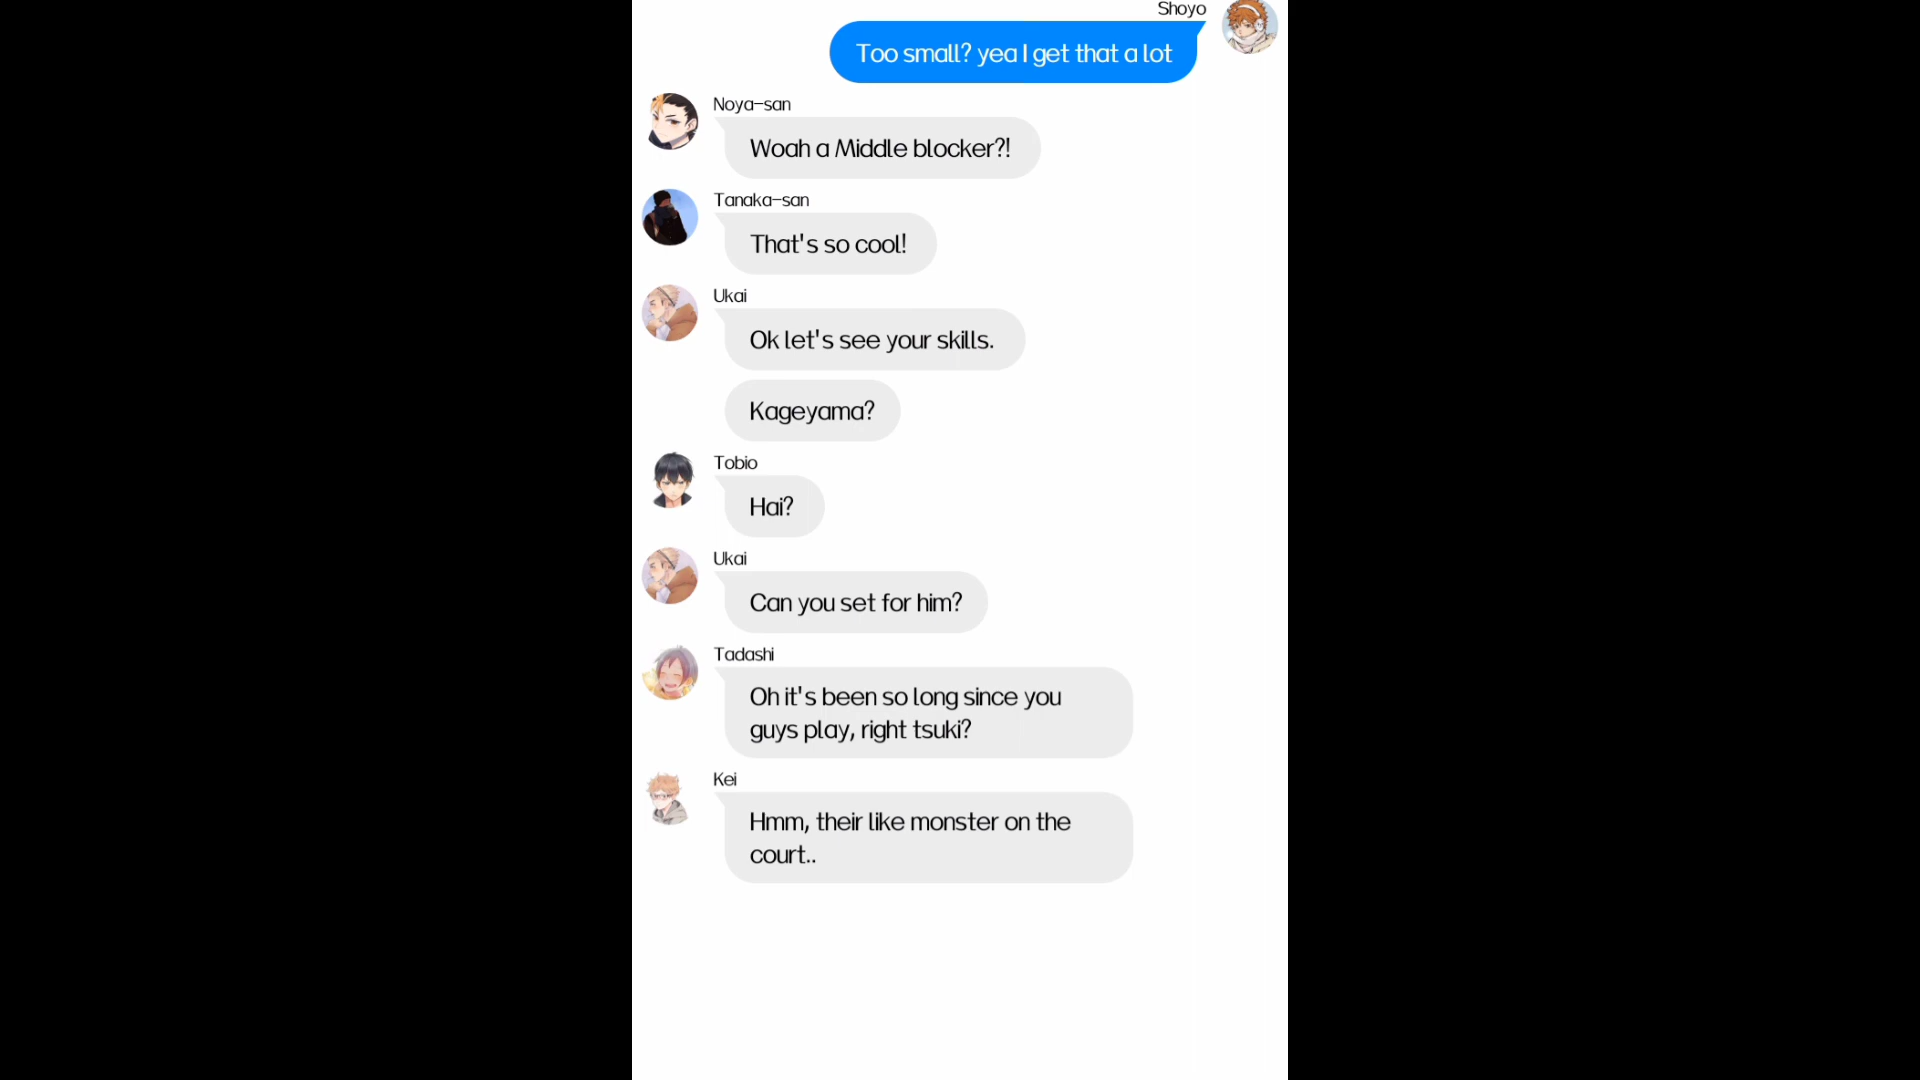 Shoyo
Too small? yea I get that a lot
Noya-san
Woah a Middle blocker?!
Tanaka-san
That's so cool!
Ukai
Ok let's see your skills.
Kageyama?
Tobio
Hai?
Ukai
Can you set for him?
Tadashi
Oh it's been so long since you
guys play, right tsuki?
Kei
Hmm, their like monster on the
court..